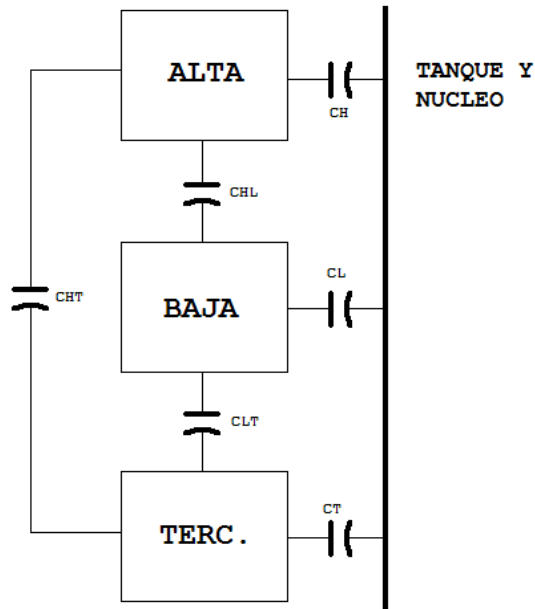 ALTA
TANQUE Y
NUCLEO
CH
CHL
CL
CHT
BAJA
CLT
CT
TERC.